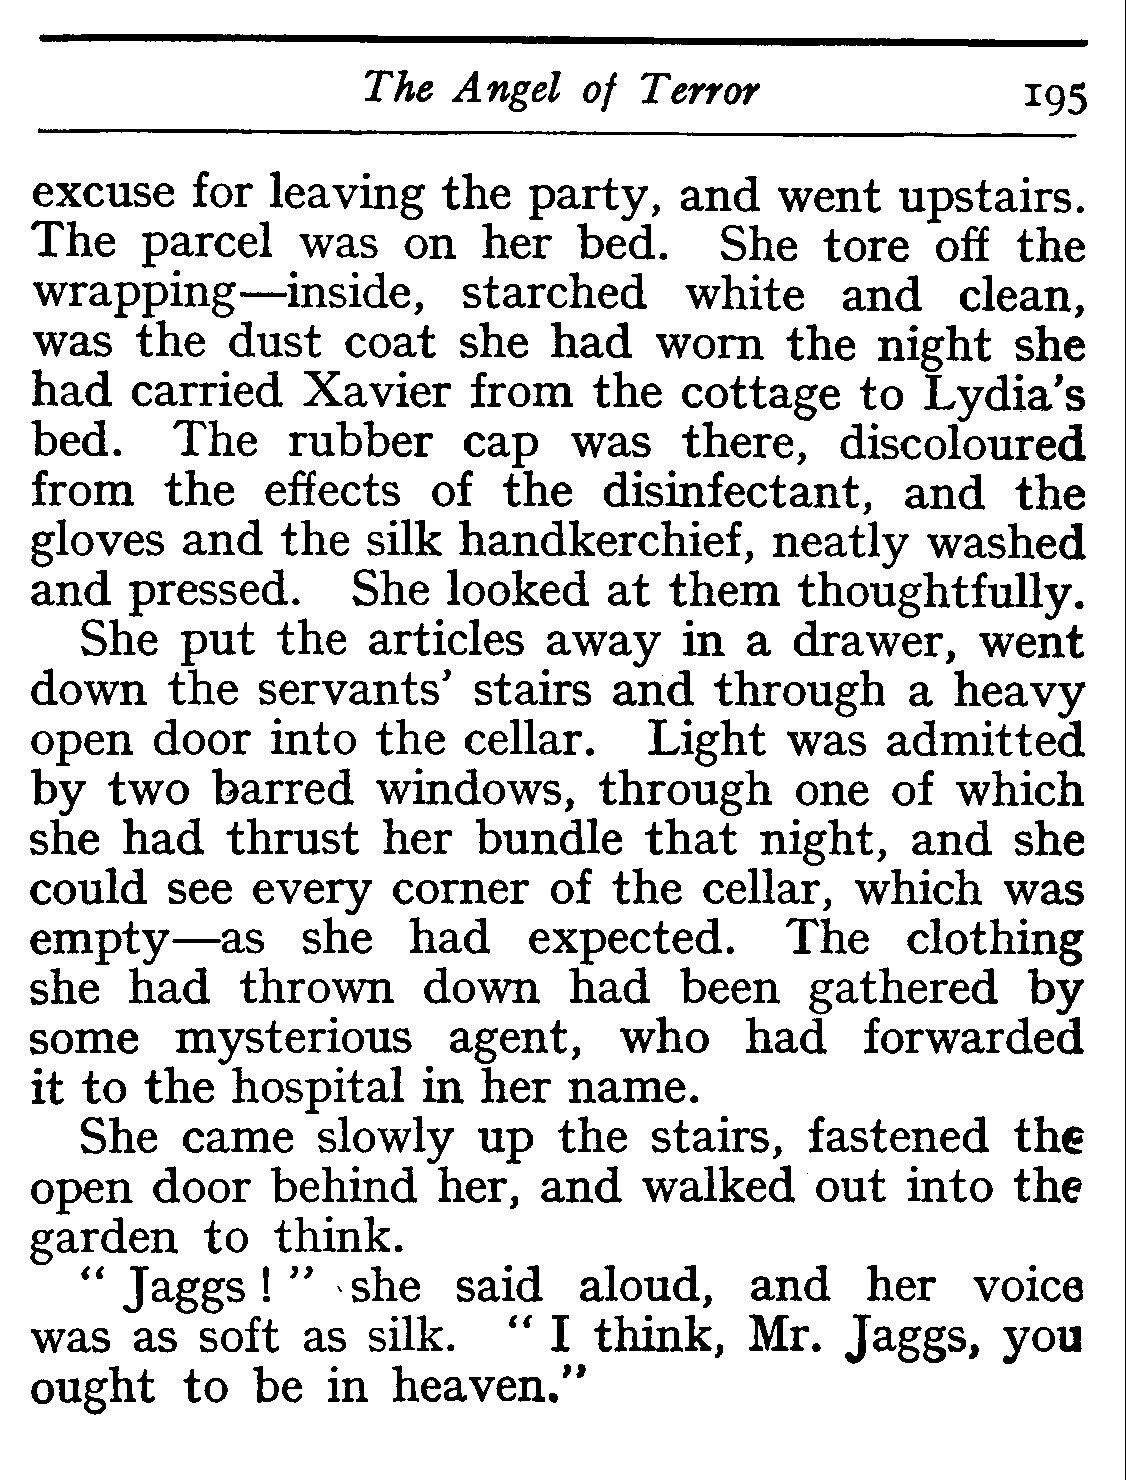 The Angel of Terror 195
excuse for leaving the party, and went upstairs.
The parcel was on her bed. She tore off the
wrapping—inside, starched white and clean,
was the dust coat she had worn the night she
had carried Xavier from the cottage to Lydia's
bed. The rubber cap was there, discoloured
from the effects of the disinfectant, and the
gloves and the silk handkerchief, neatly washed
and pressed. She looked at them thoughtfully.
She put the articles away in a drawer, went
down the servants' stairs and through a heavy
open door into the cellar. Light was admitted
by two barred windows, through one of which
she had thrust her bundle that night, and she
could see every corner of the cellar, which was
empty—as she had expected. The clothing
she had thrown down had been gathered by
some mysterious agent, who had forwarded
it to the hospital in her name.
She came slowly up the stairs, fastened the
open door behind her, and walked out into the
garden to think.
“ Jaggs ! ” she said aloud, and her voice
was as soft as silk. “ I think, Mr. Jaggs, you
ought to be in heaven.”